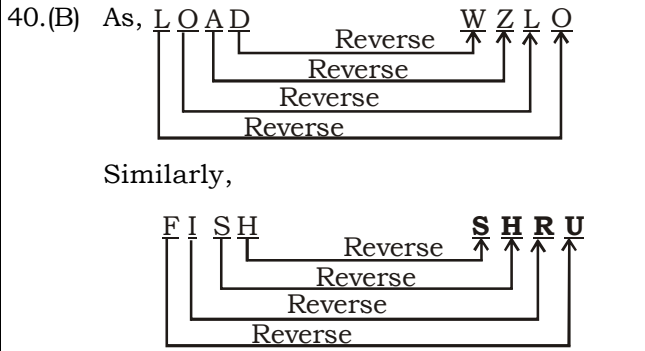 40.(B) As, L O A D W Z L O
Reverse
Reverse
Reverse
Reverse
Similarly,
F I S H S H R U
Reverse
Reverse
Reverse
Reverse